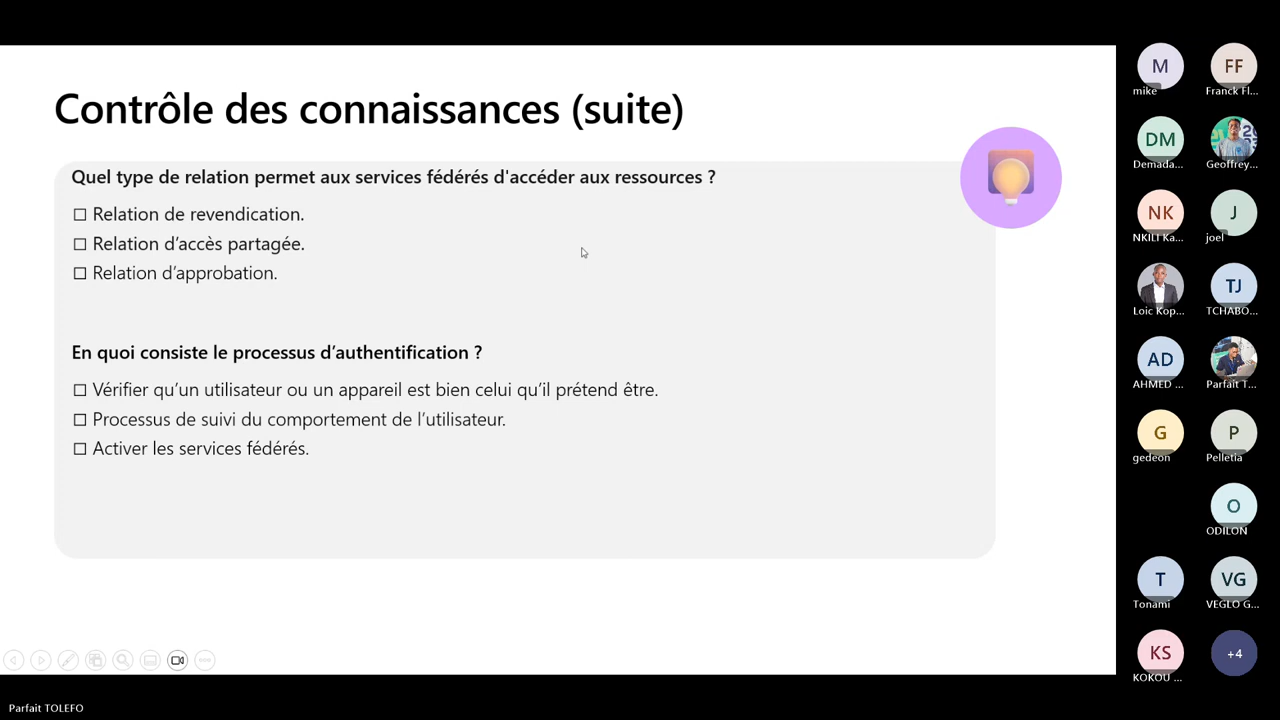 Contrôle des connaissances (suite)
Quel type de relation permet aux services fédérés d'accéder aux ressources ?
☐ Relation de revendication.
☐ Relation d’accès partagée.
☐ Relation d’approbation.
En quoi consiste le processus d’authentification ?
☐ Vérifier qu’un utilisateur ou un appareil est bien celui qu’il prétend être.
☐ Processus de suivi du comportement de l’utilisateur.
☐ Activer les services fédérés.
M
mike
FF
Franck Fl...
DM
Demada...
Geoffrey...
NK
NKILI Ka...
J
joel
Loic Kop...
TJ
TCHABO...
AD
AHMED ...
Parfait T...
G
gedeon
P
Pelletla
O
ODILON
T
Tonami
VG
VEGLO G...
KS
KOKOU ...
+4
Parfait TOLEFO